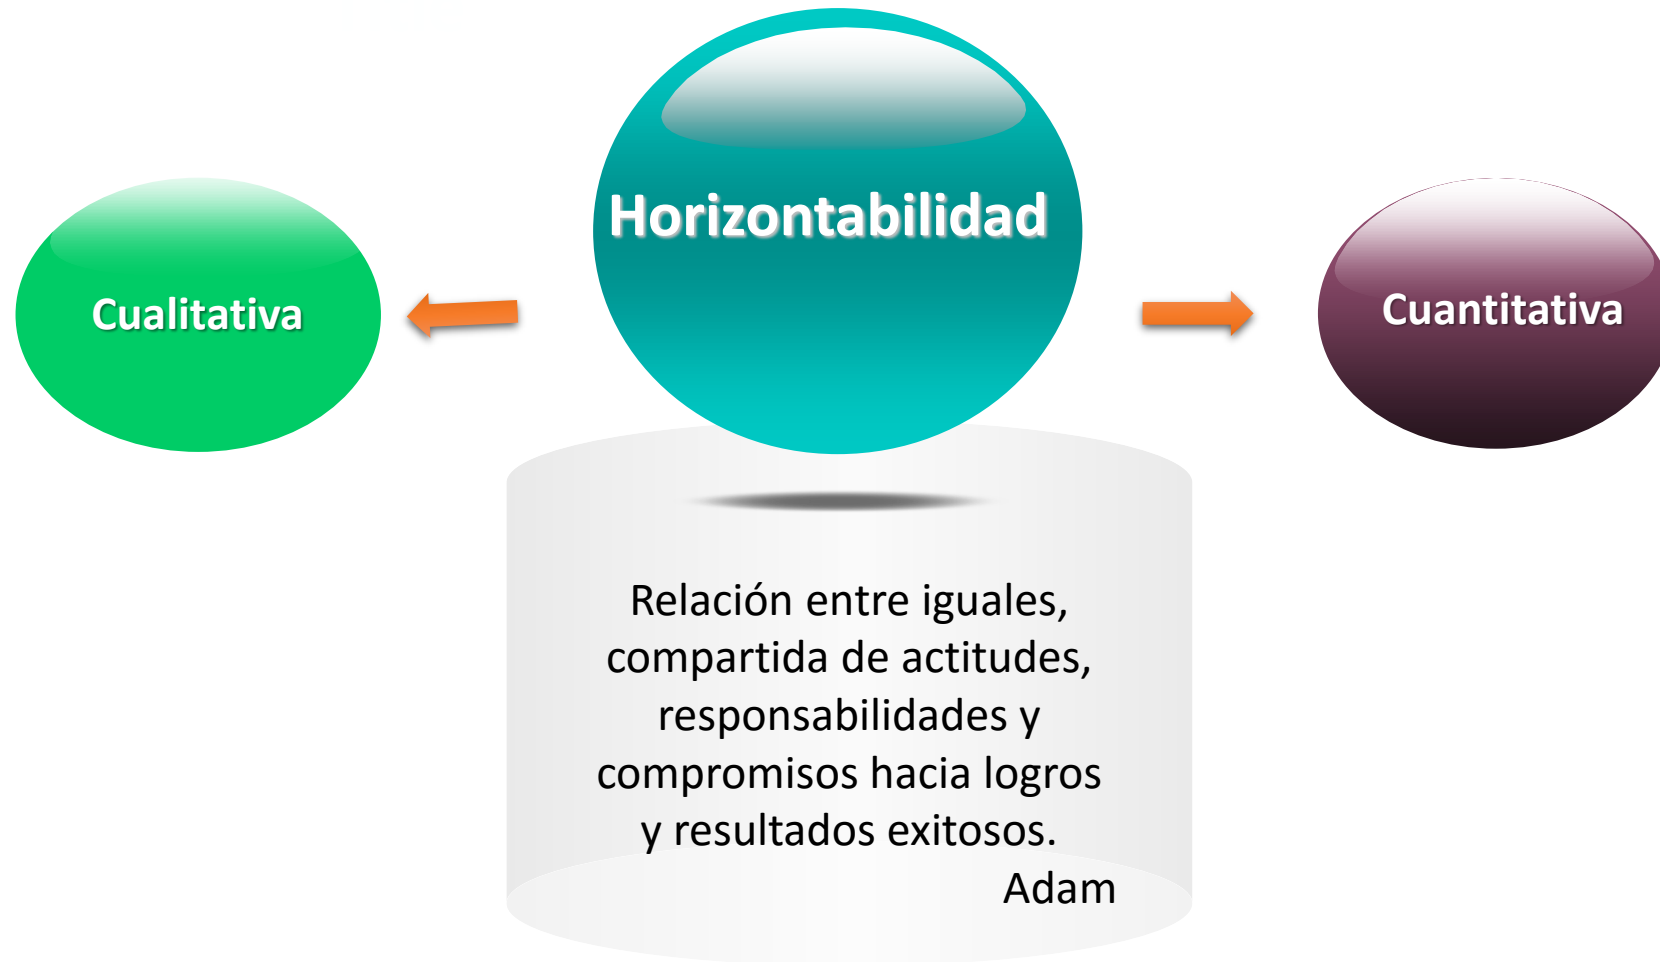 Horizontabilidad
Cualitativa
Cuantitativa
Relación entre iguales,
compartida de actitudes,
responsabilidades y
compromisos hacia logros
y resultados exitosos.
Adam